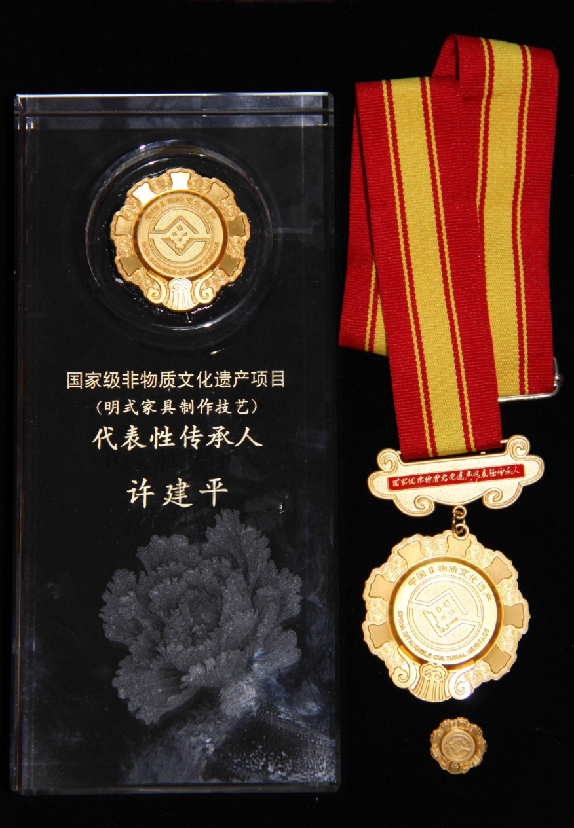 国家级非物质文化遗产项目
（明式家具制作技艺）
代表性传承人
许建平
国家级非物质文化遗产代表性传承人
中国非物质文化遗产
CHINA INTANGIBLE CULTURAL HERITAGE